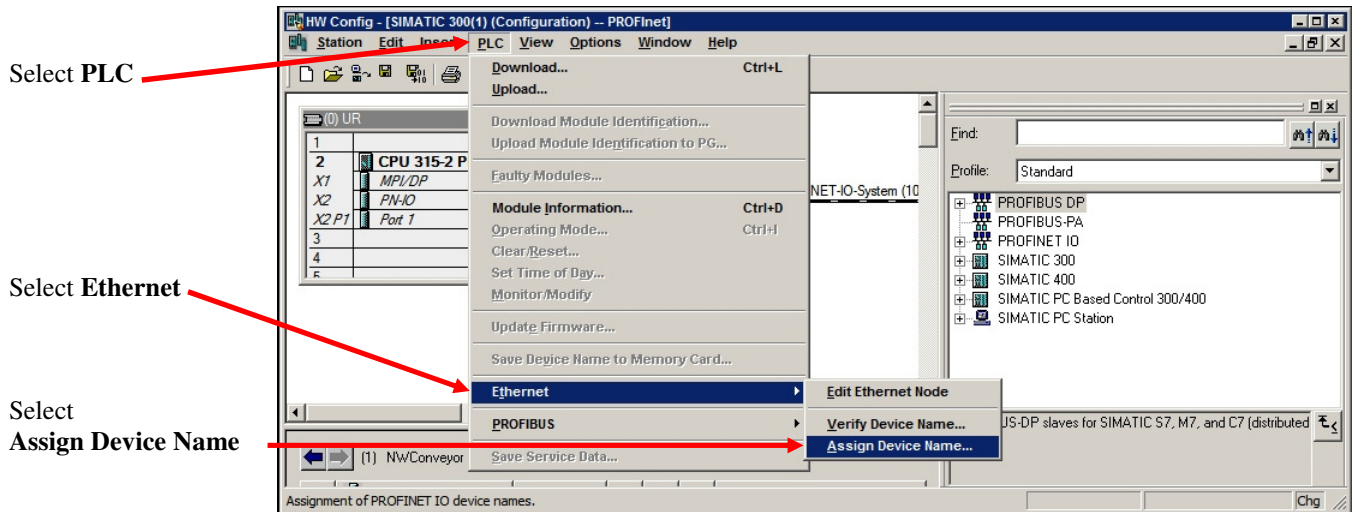 HW Config - [SIMATIC 300(1) (Configuration) -- PROFInet]
Station Edit Insert PLC View Options Window Help
Select PLC
Download... Ctrl+L
Upload...
Download Module Identification...
Upload Module Identification to PG...
Faulty Modules...
Module Information... Ctrl+D
Operating Mode... Ctrl+I
Clear/Reset...
Set Time of Day...
Monitor/Modify
Update Firmware...
Save Device Name to Memory Card...
Ethernet
PROFIBUS
Save Service Data...
Edit Ethernet Node
Verify Device Name...
Assign Device Name...
(0) UR
1
2 CPU 315-2 P
X1 MPI/DP
X2 PN-IO
X2 P1 Port 1
3
4
5
NET-IO-System (10
Select Ethernet
Select
Assign Device Name
(1) NWConveyor
Find:
Profile: Standard
PROFIBUS DP
PROFIBUS-PA
PROFINET IO
SIMATIC 300
SIMATIC 400
SIMATIC PC Based Control 300/400
SIMATIC PC Station
US-DP slaves for SIMATIC S7, M7, and C7 (distributed
Assignment of PROFINET IO device names.
Chg